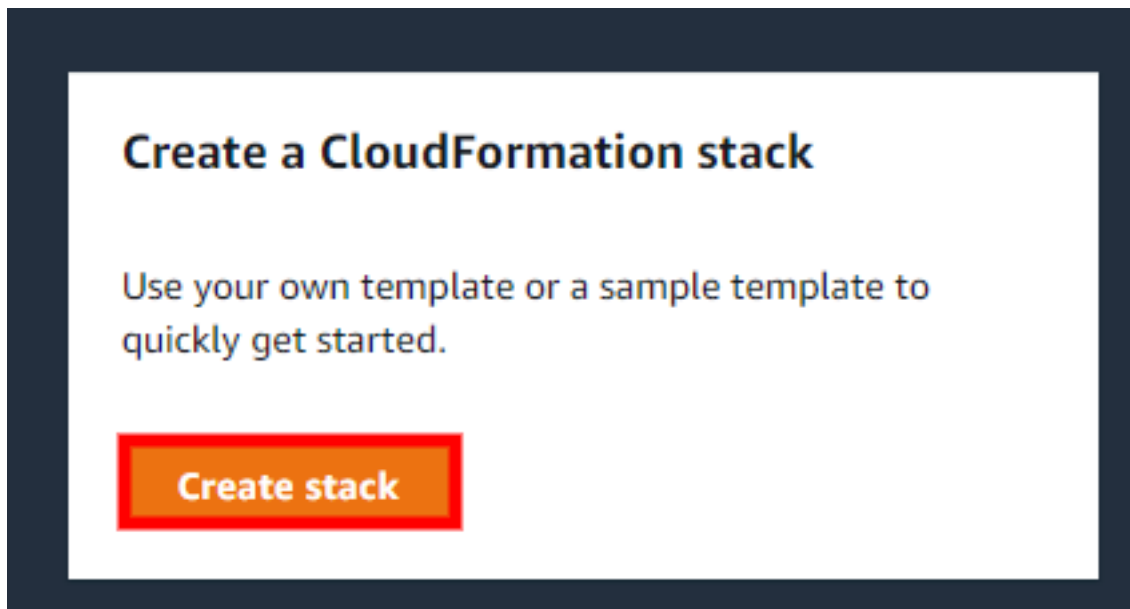 Create a CloudFormation stack
Use your own template or a sample template to
quickly get started.
Create stack